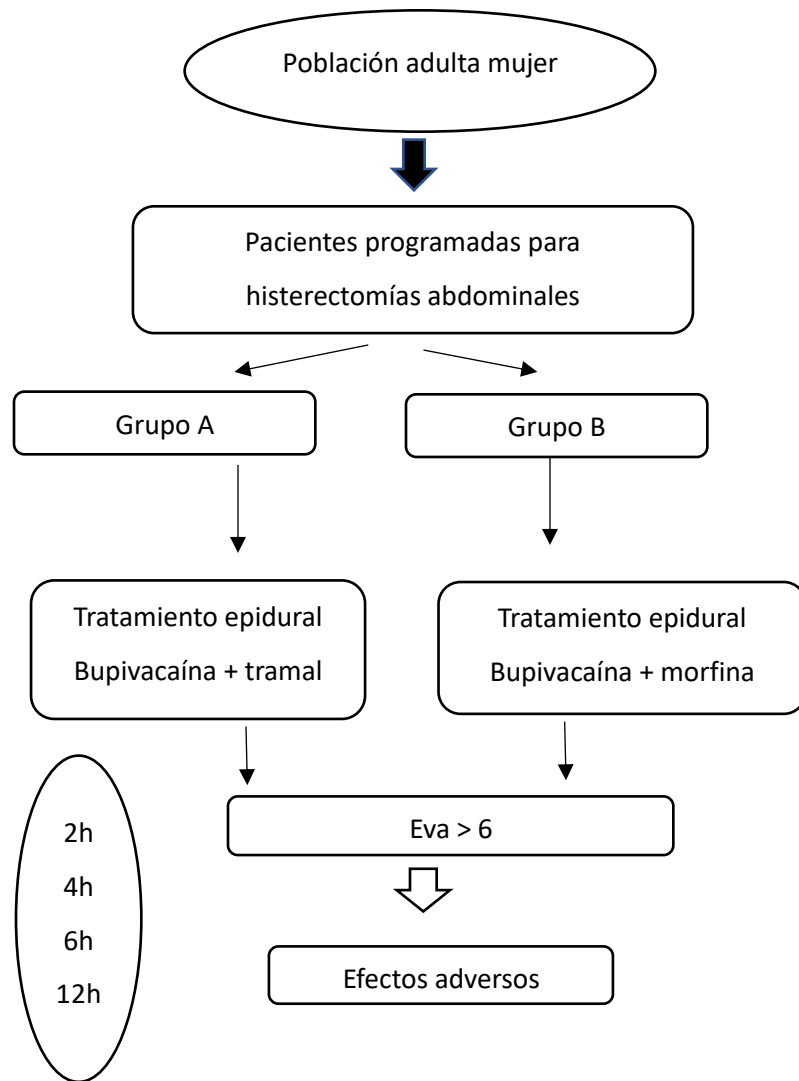 Población adulta mujer
Pacientes programadas para
histerectomías abdominales
Grupo A
Grupo B
Tratamiento epidural
Bupivacaína + tramal
Tratamiento epidural
Bupivacaína + morfina
2h
4h
6h
12h
Eva > 6
Efectos adversos